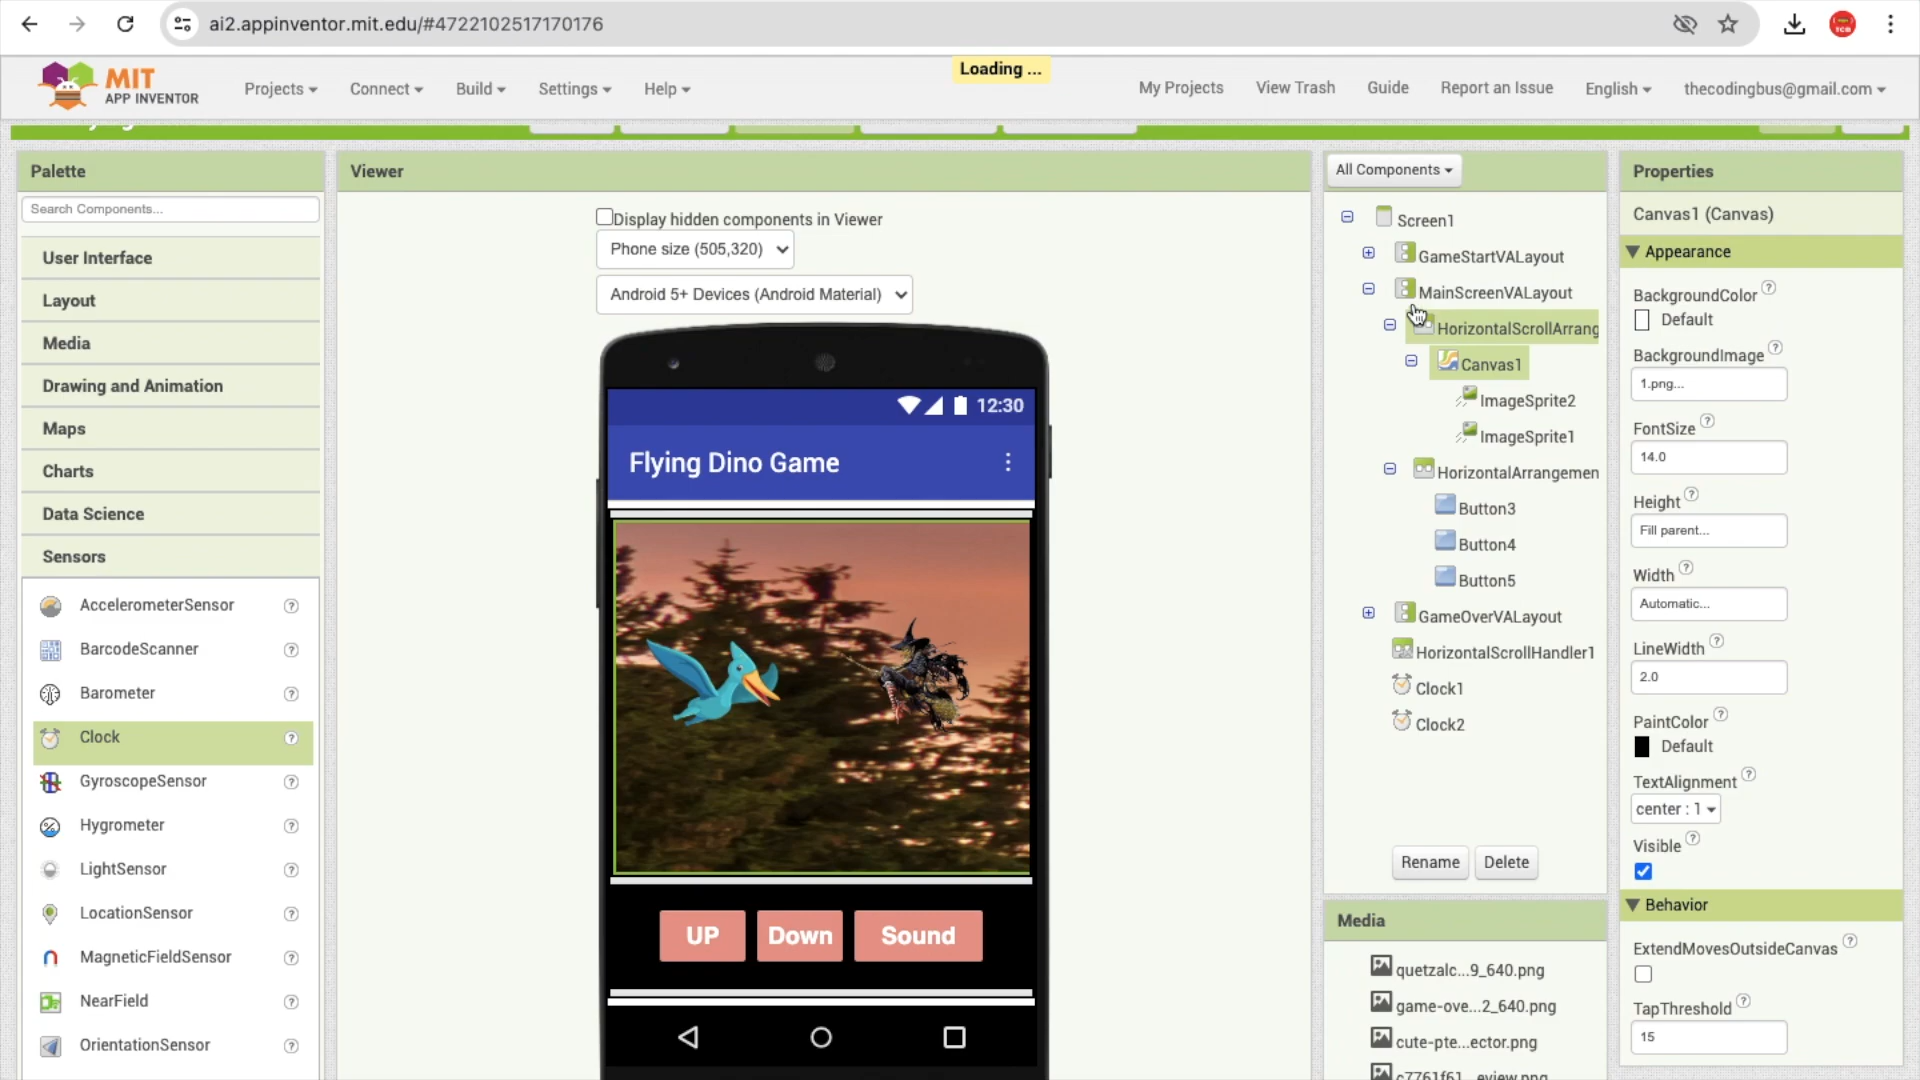 ai2.appinventor.mit.edu/#4722102517170176
TCB
MIT
APP INVENTOR
Projects
Connect
Build
Settings
Help
Loading ...
My Projects
View Trash
Guide
Report an Issue
English
thecodingbus@gmail.com
Palette
Search Components...
User Interface
Layout
Media
Drawing and Animation
Maps
Charts
Data Science
Sensors
AccelerometerSensor
BarcodeScanner
Barometer
Clock
GyroscopeSensor
Hygrometer
LightSensor
LocationSensor
MagneticFieldSensor
NearField
OrientationSensor
Viewer
Display hidden components in Viewer
Phone size (505,320)
Android 5+ Devices (Android Material)
12:30
Flying Dino Game
UP
Down
Sound
All Components
Screen1
GameStartVALayout
MainScreenVALayout
HorizontalScrollArrang
Canvas1
ImageSprite2
ImageSprite1
HorizontalArrangemen
Button3
Button4
Button5
GameOverVALayout
HorizontalScrollHandler1
Clock1
Clock2
Rename
Delete
Media
quetzalc...9_640.png
game-ove...2_640.png
cute-pte...ector.png
c7761f61...eview.png
Properties
Canvas1 (Canvas)
Appearance
BackgroundColor
Default
BackgroundImage
1.png...
FontSize
14.0
Height
Fill parent...
Width
Automatic...
LineWidth
2.0
PaintColor
Default
TextAlignment
center : 1
Visible
Behavior
ExtendMovesOutsideCanvas
TapThreshold
15